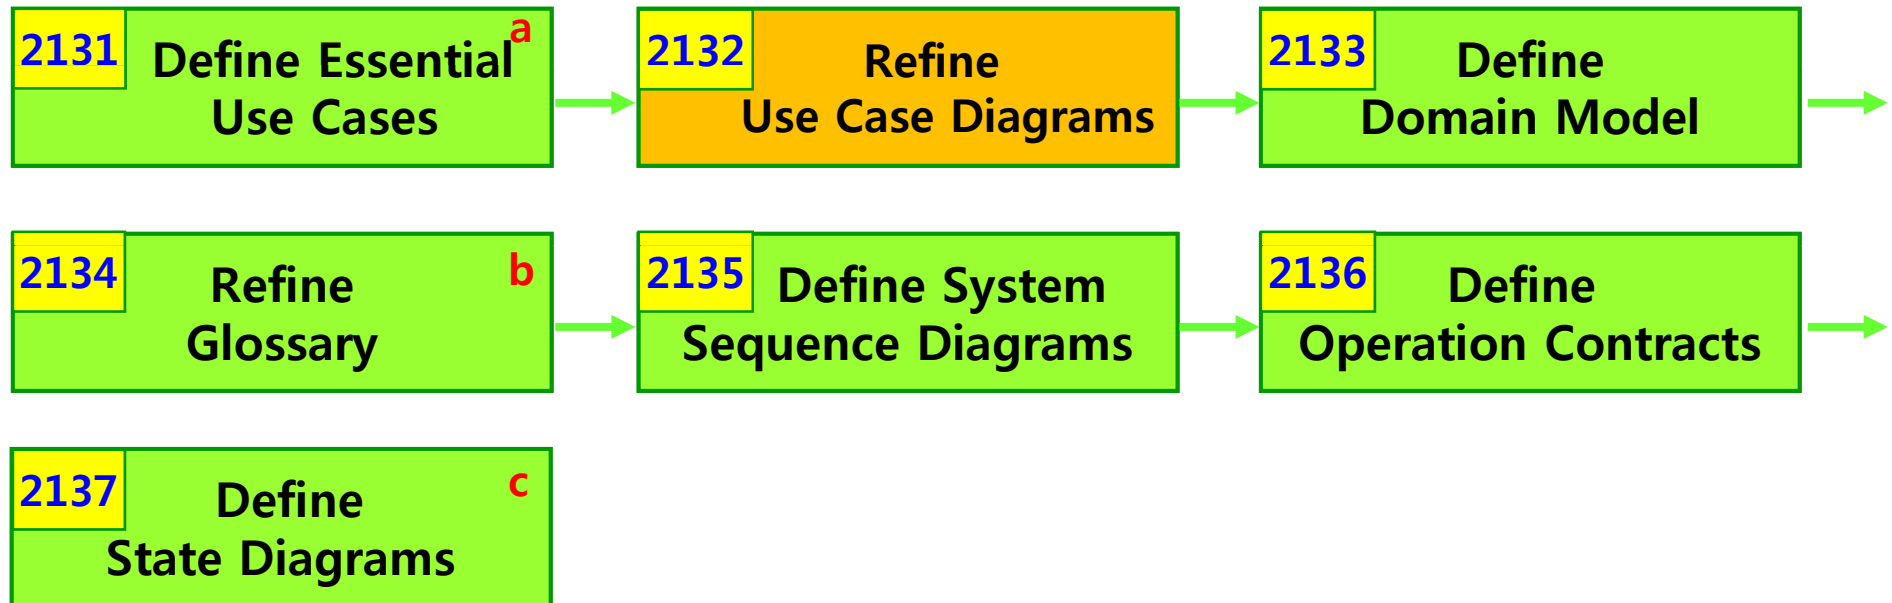 2131
a
Define Essential
Use Cases
2132
Refine
Use Case Diagrams
2133
Define
Domain Model
2134
b
Refine
Glossary
2135
Define System
Sequence Diagrams
2136
Define
Operation Contracts
2137
c
Define
State Diagrams